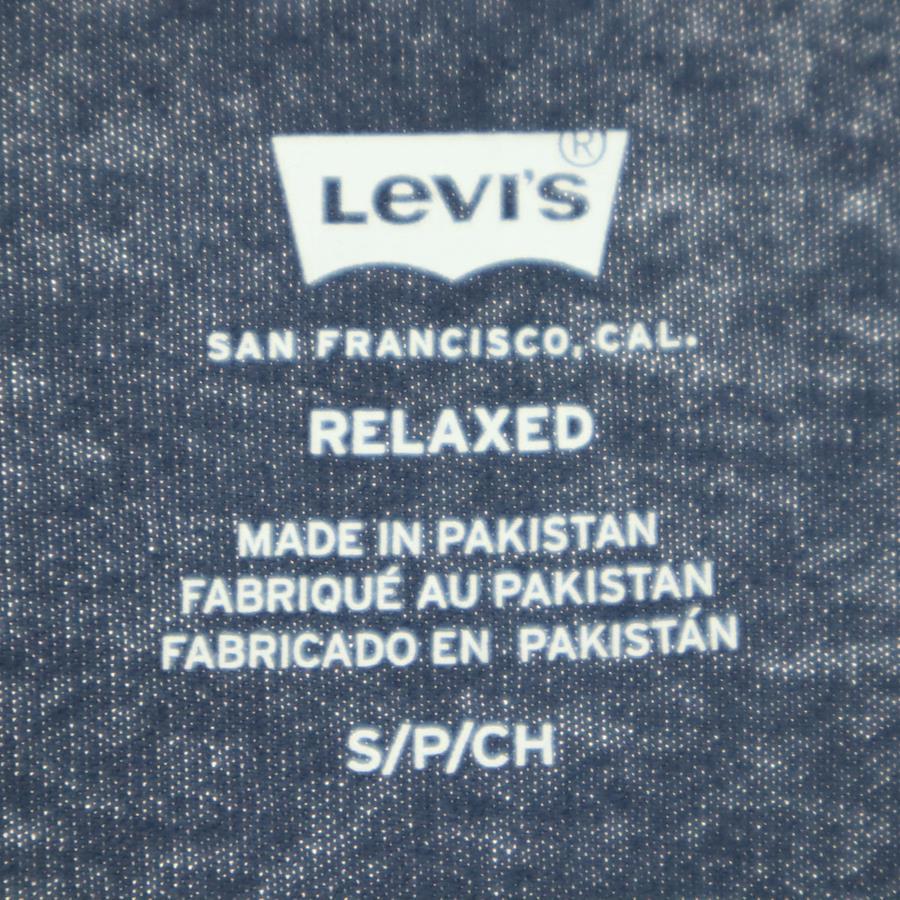 LEVI'S®
SAN FRANCISCO, CAL.
RELAXED
MADE IN PAKISTAN
FABRIQUÉ AU PAKISTAN
FABRICADO EN PAKISTÁN
S/P/CH